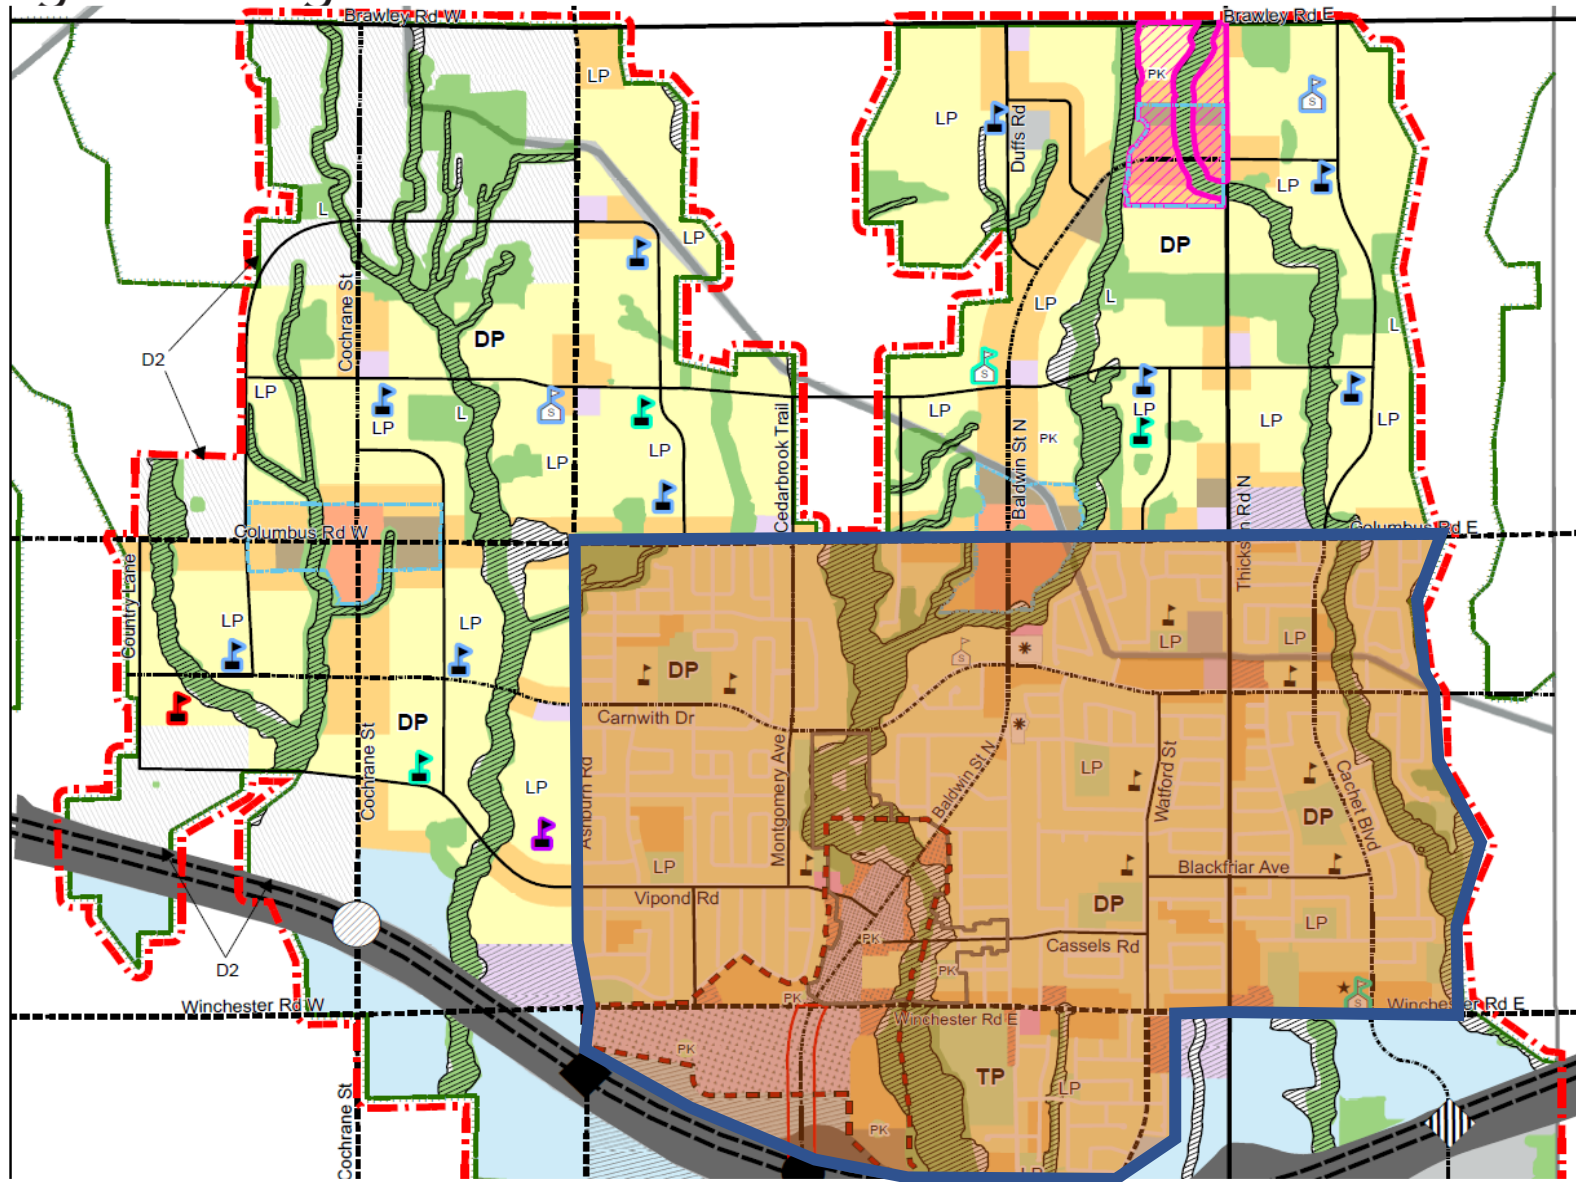 Brawley Rd W
Brawley Rd E
LP
PK
S
LP
Duffs Rd
LP
L
LP
DP
DP
Cochrane St
LP
L
L
D2
S
LP
LP
L
S
LP
LP
LP
LP
LP
LP
LP
Cedarbrook Trail
Baldwin St N
PK
Thickson Rd N
Columbus Rd W
Columbus Rd E
Country Lane
LP
LP
DP
S
LP
LP
DP
Carnwith Dr
Cochrane St
Ashburn Rd
Montgomery Ave
Baldwin St N
LP
Watford St
Cachet Blvd
DP
LP
LP
Blackfriar Ave
Vipond Rd
DP
LP
PK
Cassels Rd
D2
PK
PK
S
Winchester Rd W
Winchester Rd E
Winchester Rd E
PK
TP
LP
Cochrane St
PK
LP